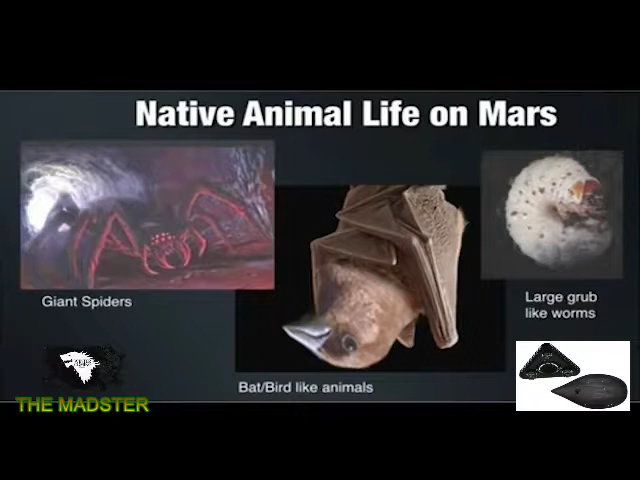 Native Animal Life on Mars
Giant Spiders
Large grub
like worms
Bat/Bird like animals
THE MADSTER